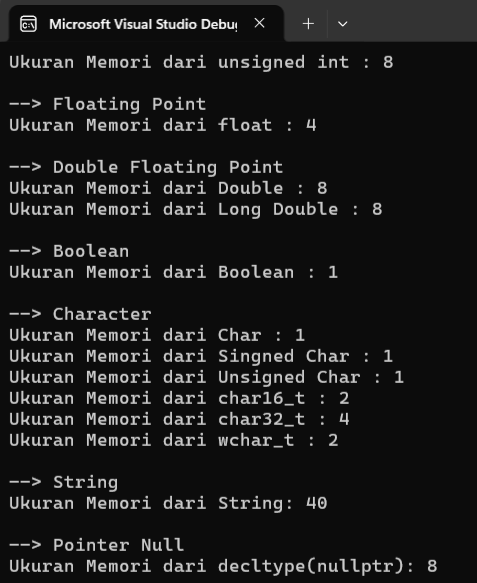 Microsoft Visual Studio Debu
Ukuran Memori dari unsigned int : 8
--> Floating Point
Ukuran Memori dari float : 4
--> Double Floating Point
Ukuran Memori dari Double : 8
Ukuran Memori dari Long Double : 8
--> Boolean
Ukuran Memori dari Boolean : 1
--> Character
Ukuran Memori dari Char : 1
Ukuran Memori dari Singned Char : 1
Ukuran Memori dari Unsigned Char : 1
Ukuran Memori dari char16_t : 2
Ukuran Memori dari char32_t : 4
Ukuran Memori dari wchar_t : 2
--> String
Ukuran Memori dari String: 40
--> Pointer Null
Ukuran Memori dari decltype(nullptr): 8